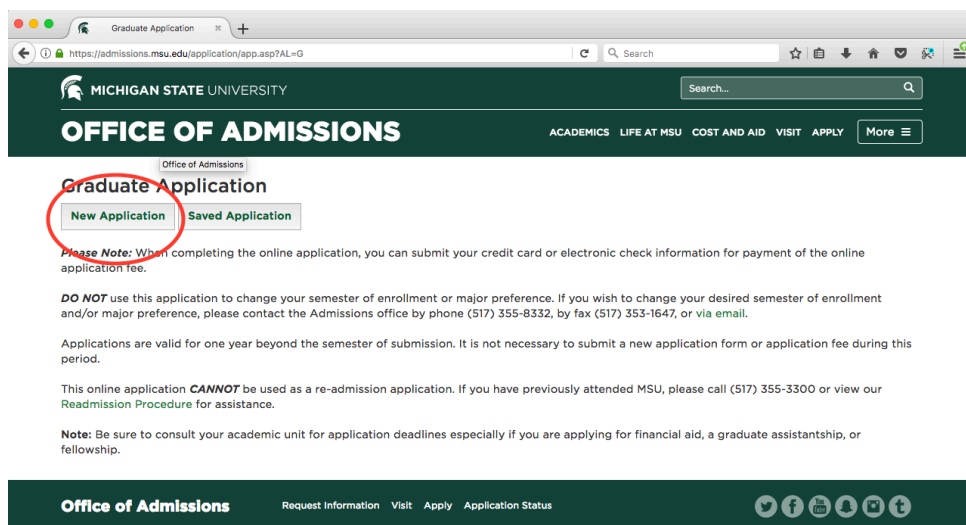 Graduate Application
https://admissions.msu.edu/application/app.asp?AL=G
Search
MICHIGAN STATE UNIVERSITY
Search...
OFFICE OF ADMISSIONS
ACADEMICS LIFE AT MSU COST AND AID VISIT APPLY More
Office of Admissions
Graduate Application
New Application Saved Application
Please Note: When completing the online application, you can submit your credit card or electronic check information for payment of the online
application fee.
DO NOT use this application to change your semester of enrollment or major preference. If you wish to change your desired semester of enrollment
and/or major preference, please contact the Admissions office by phone (517) 355-8332, by fax (517) 353-1647, or via email.
Applications are valid for one year beyond the semester of submission. It is not necessary to submit a new application form or application fee during this
period.
This online application CANNOT be used as a re-admission application. If you have previously attended MSU, please call (517) 355-3300 or view our
Readmission Procedure for assistance.
Note: Be sure to consult your academic unit for application deadlines especially if you are applying for financial aid, a graduate assistantship, or
fellowship.
Office of Admissions Request Information Visit Apply Application Status
You Tube